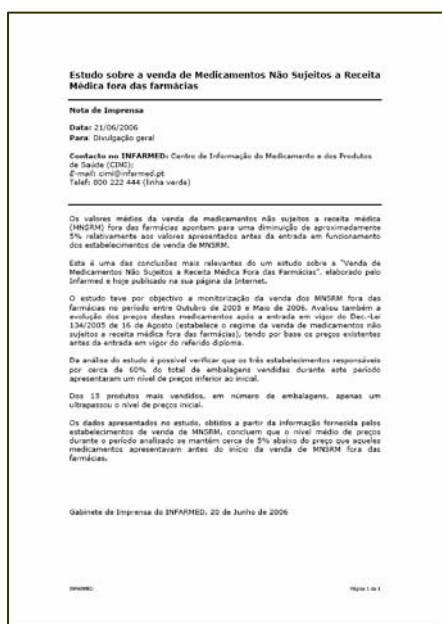 Estudo sobre a venda de Medicamentos Não Sujeitos a Receita
Médica fora das farmácias
Nota de Imprensa
Data: 21/06/2006
Para: Divulgação geral
Contacto no INFARMED: Centro de Informação do Medicamento e dos Produtos
de Saúde (CIMI);
E-mail: cimi@infarmed.pt
Telef: 800 222 444 (linha verde)
Os valores médios da venda de medicamentos não sujeitos a receita médica
(MNSRM) fora das farmácias apontam para uma diminuição de aproximadamente
5% relativamente aos valores apresentados antes da entrada em funcionamento
dos estabelecimentos de venda de MNSRM.
Esta é uma das conclusões mais relevantes do um estudo sobre a "Venda de
Medicamentos Não Sujeitos a Receita Médica Fora das Farmácias", elaborado pelo
Infarmed e hoje publicado na sua página da Internet.
O estudo teve por objectivo a monitorização da venda dos MNSRM fora das
farmácias no período entre Outubro de 2005 e Maio de 2006. Avaliou também a
evolução dos preços destes medicamentos após a entrada em vigor do Dec.-Lei
134/2005 de 16 de Agosto (estabelece o regime da venda de medicamentos não
sujeitos a receita médica fora das farmácias), tendo por base os preços existentes
antes da entrada em vigor do referido diploma.
Da análise do estudo é possível verificar que os três estabelecimentos responsáveis
por cerca de 60% do total de embalagens vendidas durante este período
apresentaram um nível de preços inferior ao inicial.
Dos 15 produtos mais vendidos, em número de embalagens, apenas um
ultrapassou o nível de preços inicial.
Os dados apresentados no estudo, obtidos a partir da informação fornecida pelos
estabelecimentos de venda de MNSRM, concluem que o nível médio de preços
durante o período analisado se mantém cerca de 5% abaixo do preço que aqueles
medicamentos apresentavam antes do início da venda de MNSRM fora das
farmácias.
Gabinete de Imprensa do INFARMED, 20 de Junho de 2006
INFARMED
Página 1 de 1